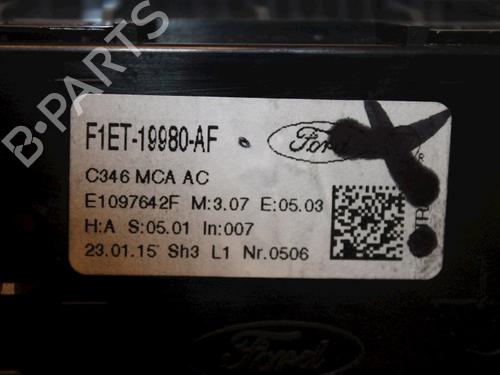 F1ET-19980-AF
Ford
C346 MCA AC
E1097642F M:3.07 E:05.03
H:A S:05.01 In:007
23.01.15 Sh3 L1 Nr.0506
Ford
B-PARTS